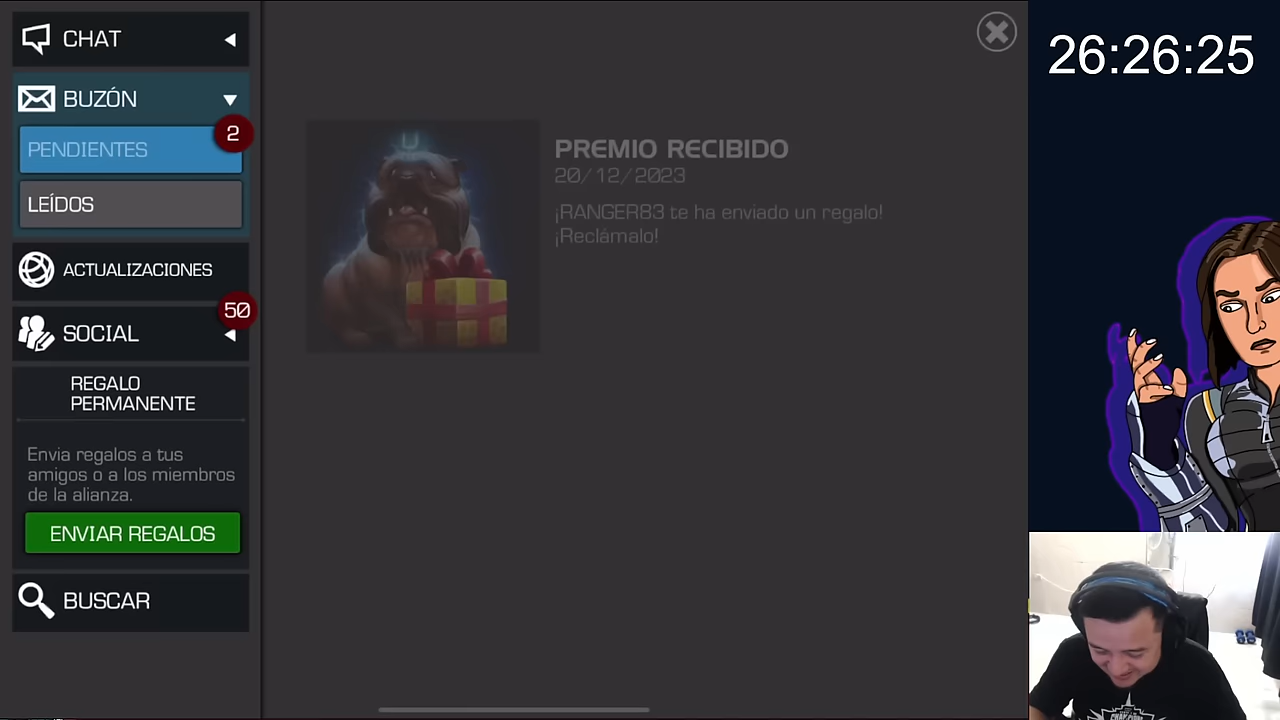 CHAT
BUZÓN
PENDIENTES
2
LEÍDOS
ACTUALIZACIONES
50
SOCIAL
REGALO
PERMANENTE
Envia regalos a tus
amigos o a los miembros
de la alianza.
ENVIAR REGALOS
BUSCAR
PREMIO RECIBIDO
20/12/2023
¡RANGER83 te ha enviado un regalo!
¡Reclámalo!
26:26:25